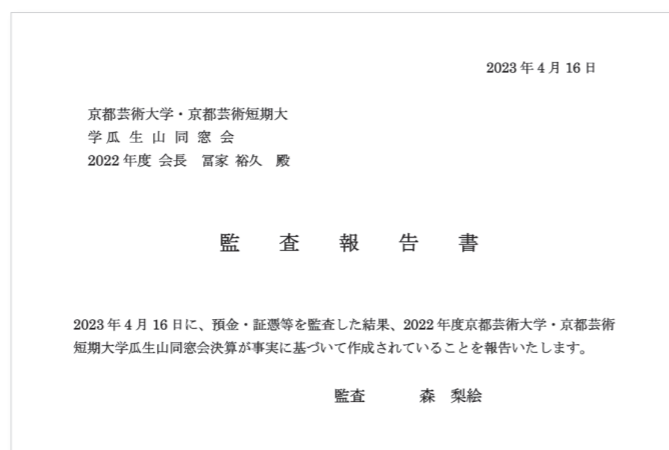 2023 年 4 月 16 日
京都芸術大学・京都芸術短期大
学 瓜 生 山 同 窓 会
2022 年度 会長　冨家 裕久　殿
監　査　報　告　書
2023 年 4 月 16 日に、預金・証憑等を監査した結果、2022 年度京都芸術大学・京都芸術
短期大学瓜生山同窓会決算が事実に基づいて作成されていることを報告いたします。
監査　　　森　梨絵